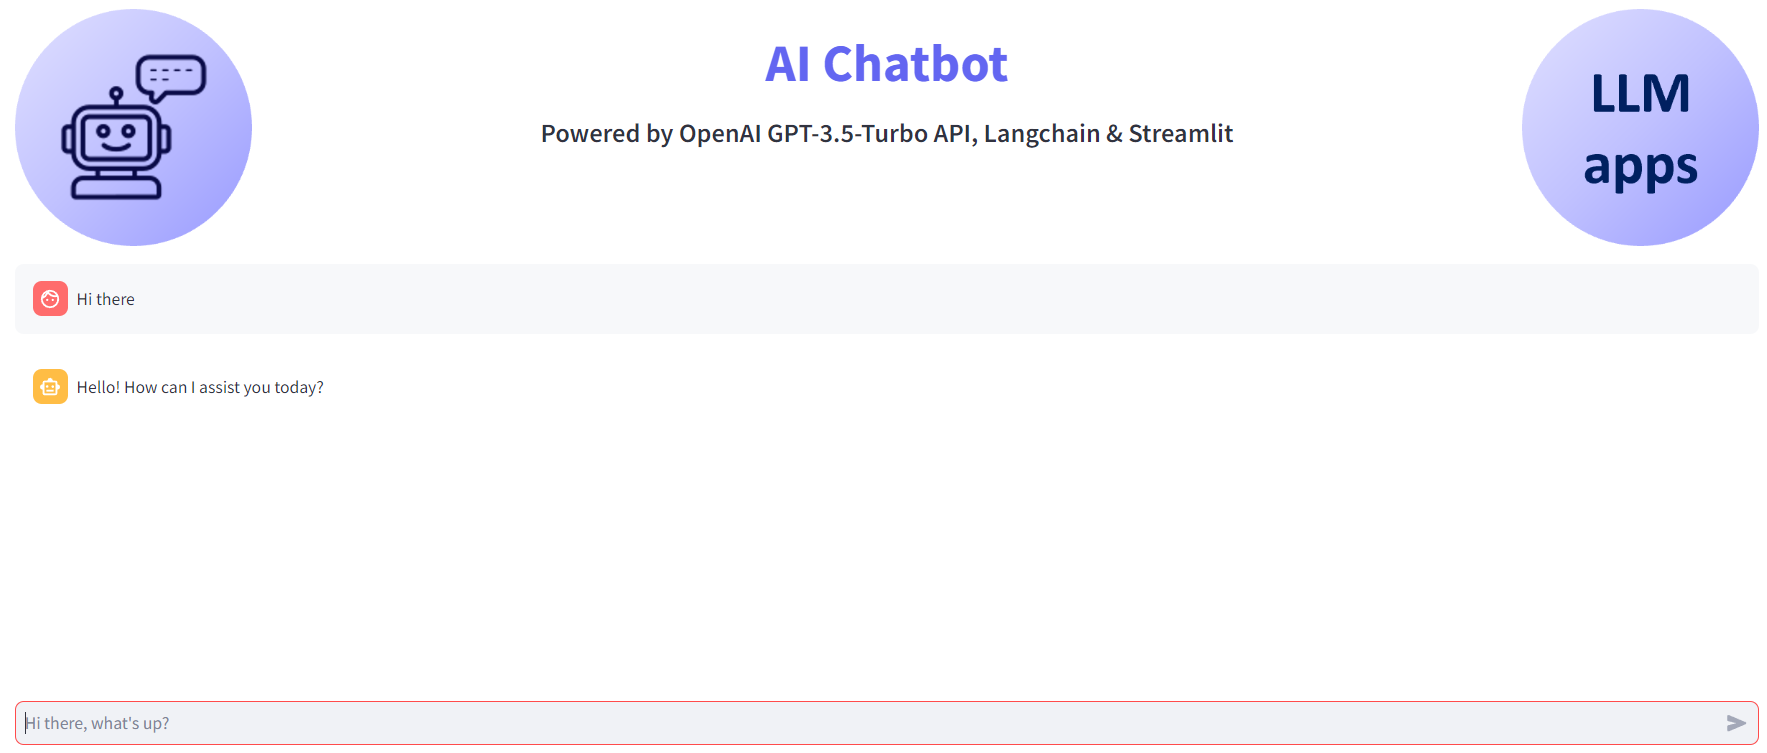 AI Chatbot
Powered by OpenAI GPT-3.5-Turbo API, Langchain & Streamlit
LLM
apps
Hi there
Hello! How can I assist you today?
Hi there, what's up?